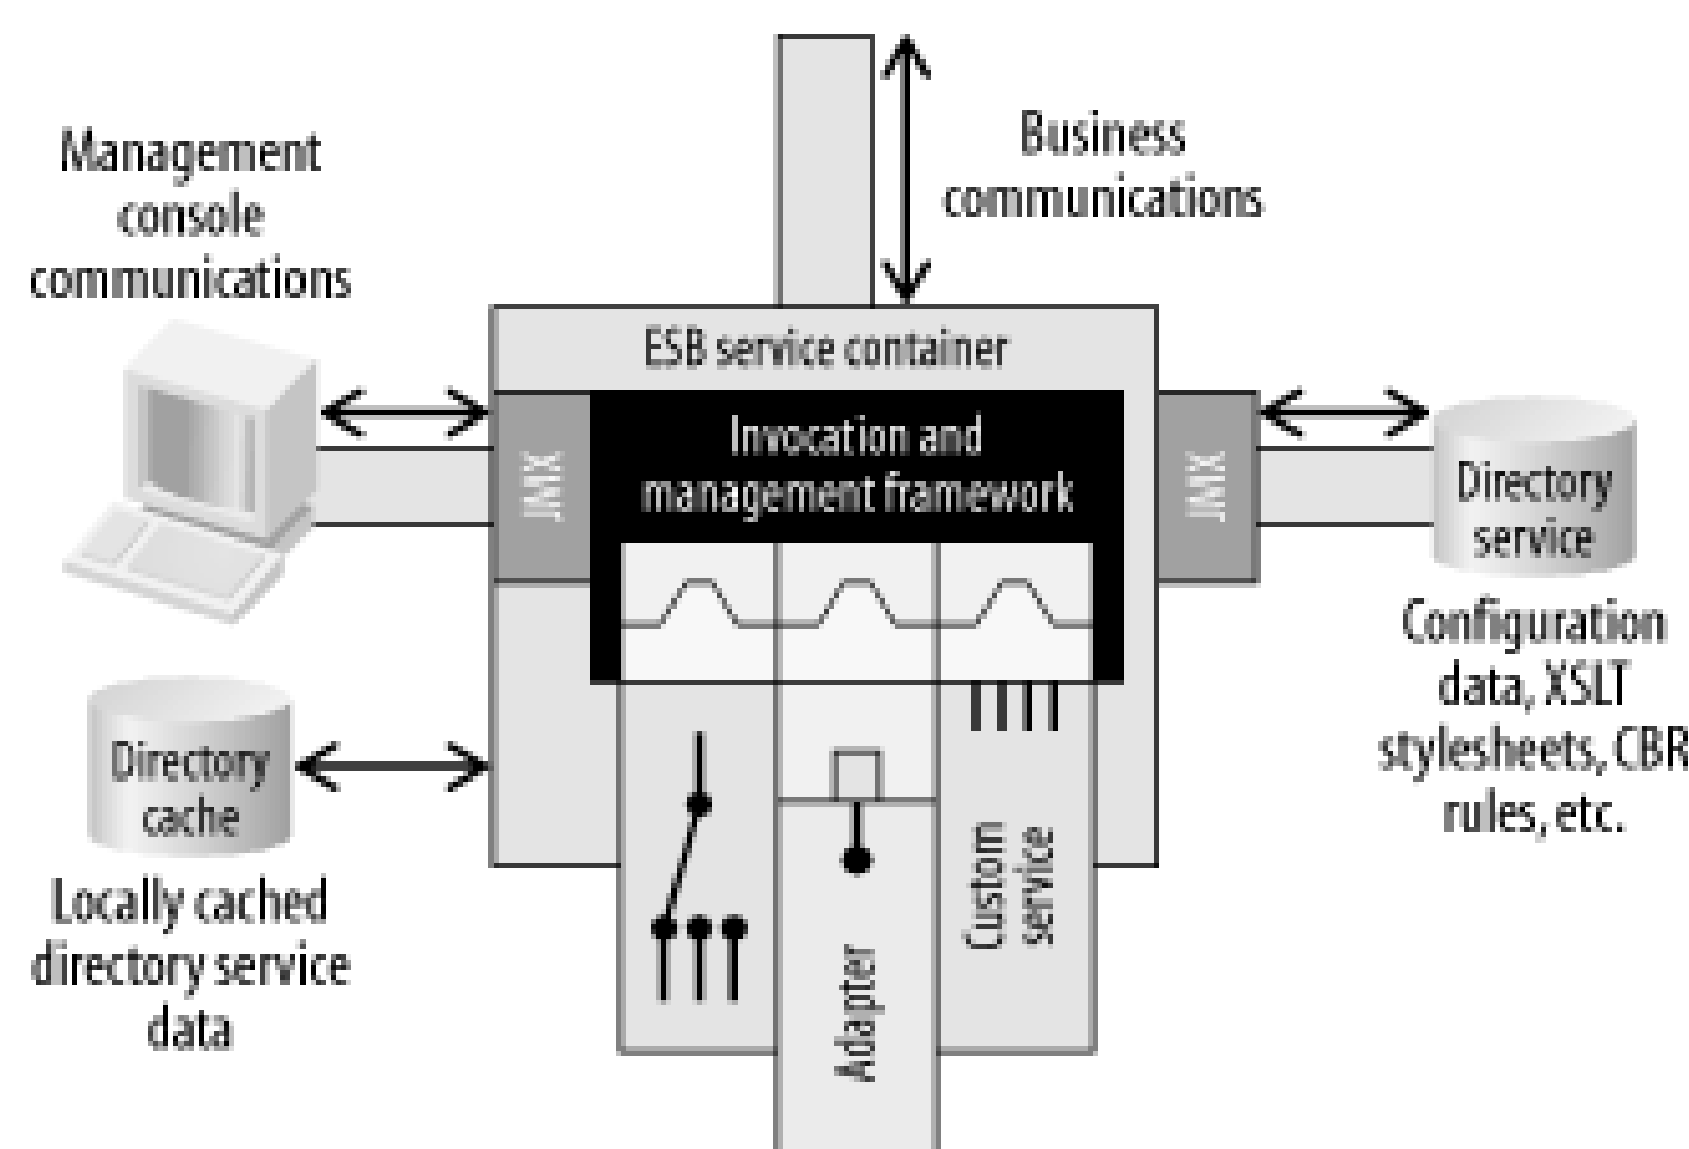 Business
communications
Management
console
communications
ESB service container
Invocation and
management framework
JMX
JMX
Directory
service
Configuration
data, XSLT
stylesheets, CBR
rules, etc.
Directory
cache
Locally cached
directory service
data
Adapter
Custom
service